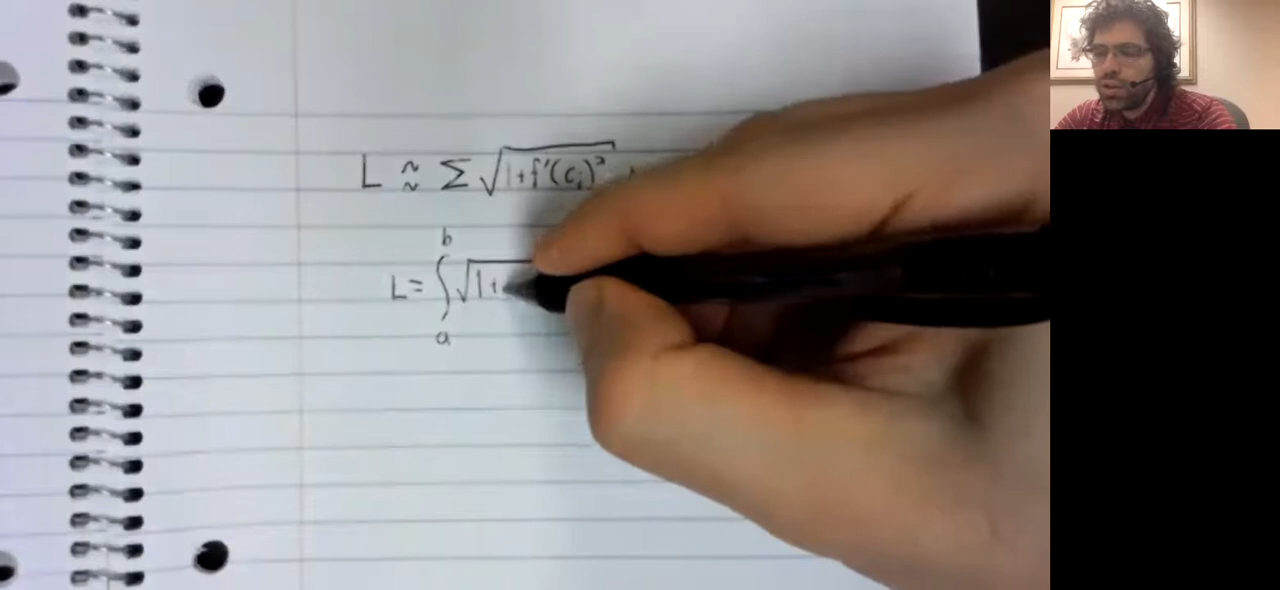 L ≈ ∑ √(1+f'(cᵢ)²
b
L = ∫ √(1+
a